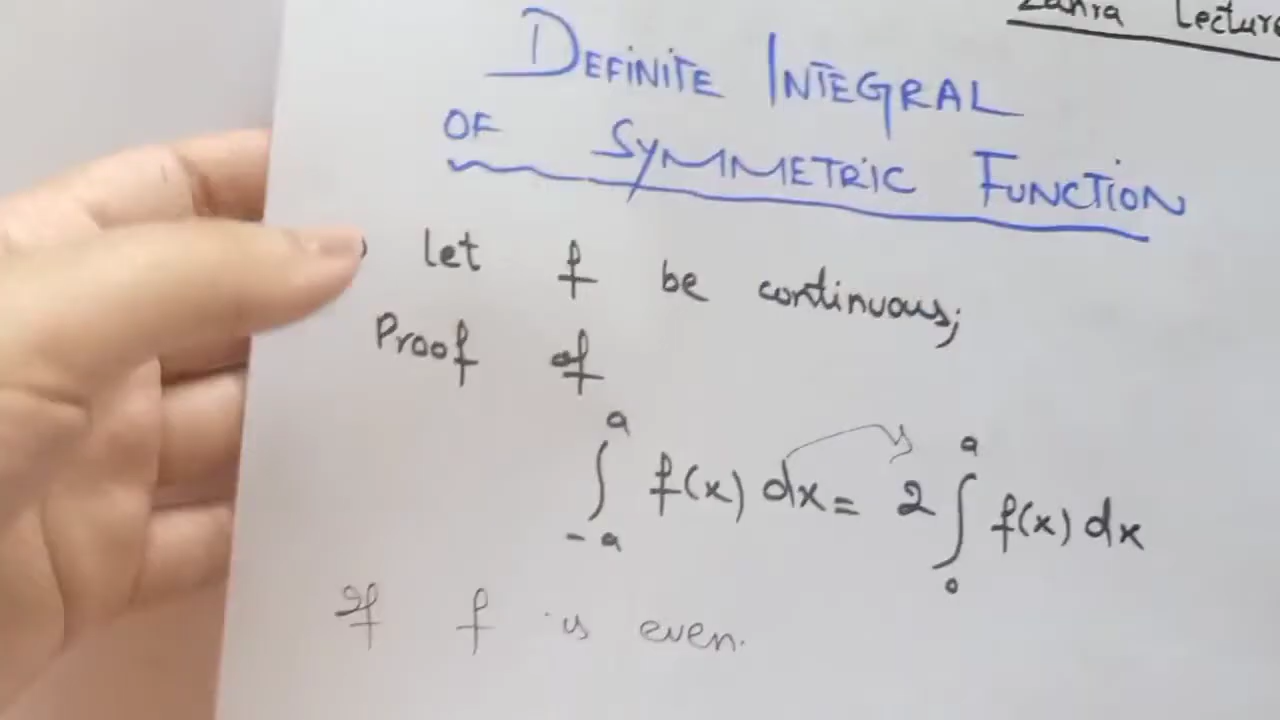 Zahra Lecture
DEFINITE INTEGRAL
OF SYMMETRIC FUNCTION
let f be continuous;
Proof of
∫_{-a}^{a} f(x) dx = 2 ∫_{0}^{a} f(x) dx
If f is even.